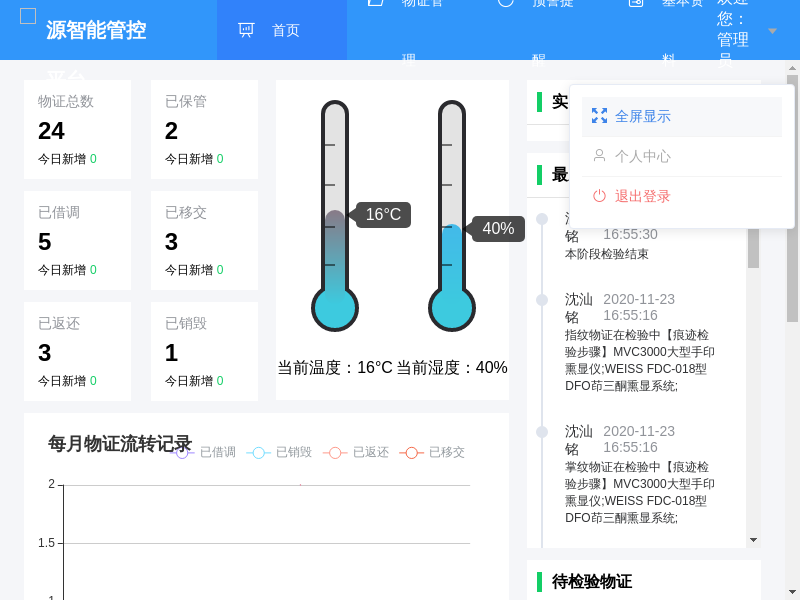 源智能管控
平台
首页
物证管
理
预警提
醒
基本资
料
欢迎
您：
管理
员
全屏显示
个人中心
退出登录
物证总数
24
今日新增 0
已保管
2
今日新增 0
已借调
5
今日新增 0
已移交
3
今日新增 0
已返还
3
今日新增 0
已销毁
1
今日新增 0
16°C
40%
当前温度：16°C
当前湿度：40%
实
最
铭
16:55:30
本阶段检验结束
沈汕
铭
2020-11-23
16:55:16
指纹物证在检验中【痕迹检
验步骤】MVC3000大型手印
熏显仪;WEISS FDC-018型
DFO茚三酮熏显系统;
沈汕
铭
2020-11-23
16:55:16
掌纹物证在检验中【痕迹检
验步骤】MVC3000大型手印
熏显仪;WEISS FDC-018型
DFO茚三酮熏显系统;
待检验物证
每月物证流转记录
已借调
已销毁
已返还
已移交
2
1.5
1